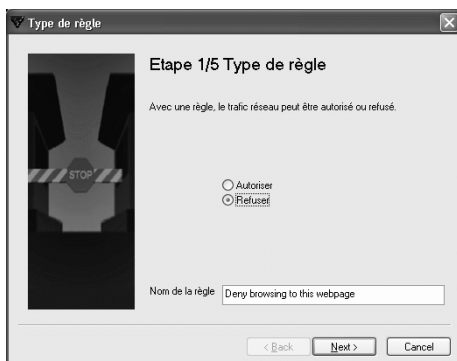 Type de règle
Etape 1/5 Type de règle
Avec une règle, le trafic réseau peut être autorisé ou refusé.
STOP
Autoriser
Refuser
Nom de la règle Deny browsing to this webpage
< Back Next > Cancel